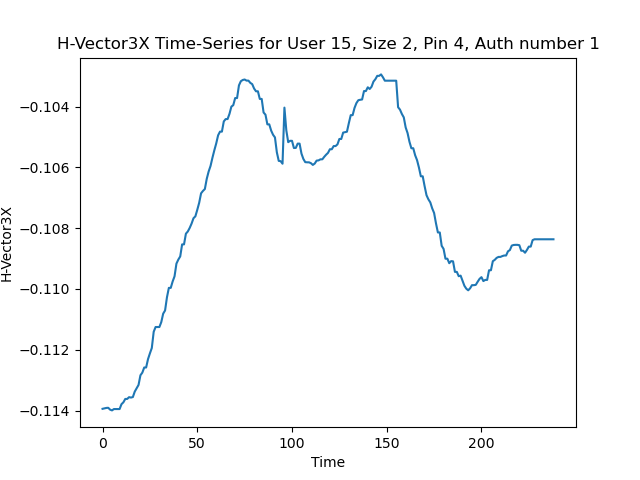 H-Vector3X Time-Series for User 15, Size 2, Pin 4, Auth number 1
−0.104
−0.106
−0.108
−0.110
−0.112
−0.114
H-Vector3X
0 50 100 150 200
Time